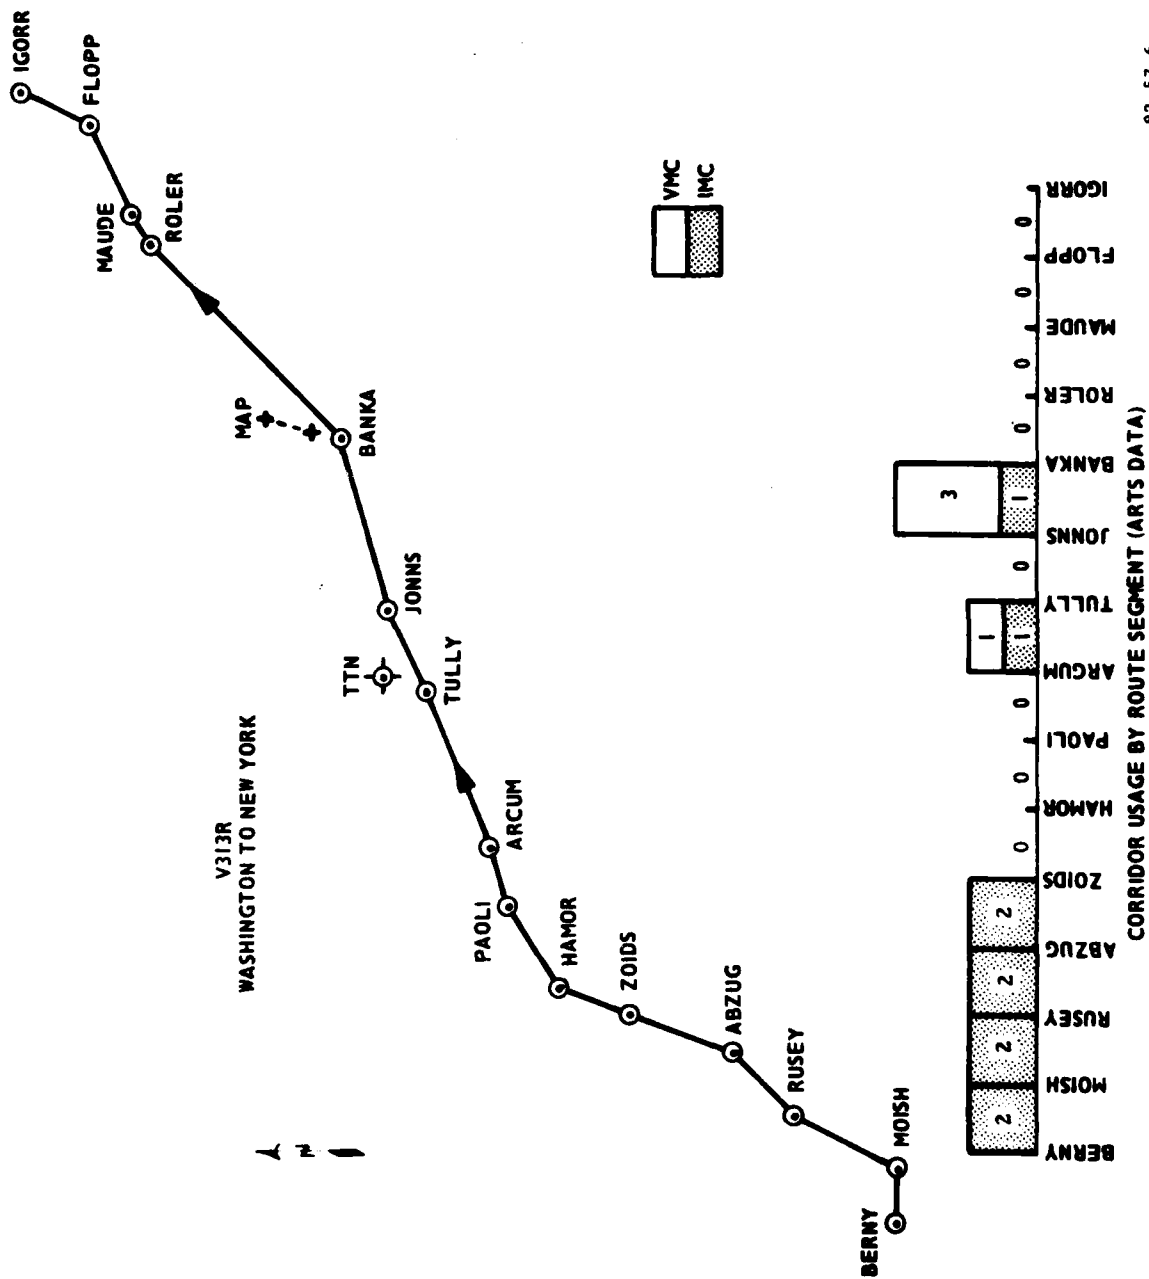 V313R
WASHINGTON TO NEW YORK
IGORR
FLOPP
MAUDE
ROLER
MAP
BANKA
JONNS
TTN
TULLY
ARCUM
PAOLI
HAMOR
ZOIDS
ABZUG
RUSEY
MOISH
BERNY
N
VMC
IMC
2 2 2 2 0 0 0 1 1 0 3 1 0 0 0 0
BERNY MOISH RUSEY ABZUG ZOIDS HAMOR PAOLI ARGUM TULLY JONNS BANKA ROLER MAUDE FLOPP IGORR
CORRIDOR USAGE BY ROUTE SEGMENT (ARTS DATA)